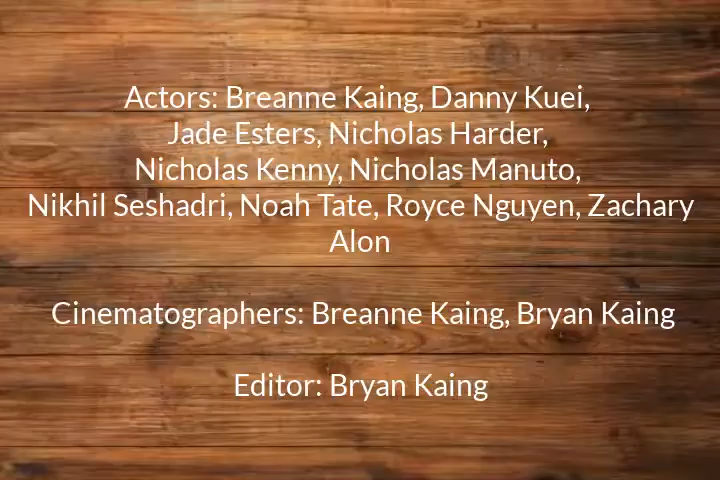 Actors: Breanne Kaing, Danny Kuei,
Jade Esters, Nicholas Harder,
Nicholas Kenny, Nicholas Manuto,
Nikhil Seshadri, Noah Tate, Royce Nguyen, Zachary
Alon
Cinematographers: Breanne Kaing, Bryan Kaing
Editor: Bryan Kaing